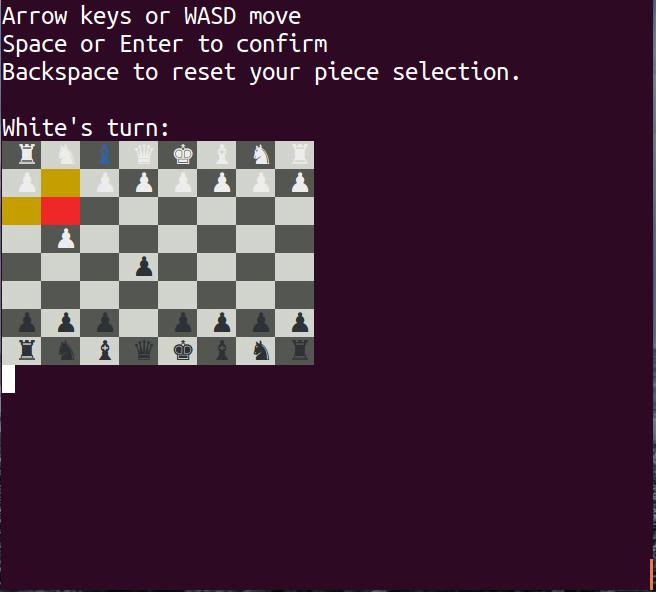 Arrow keys or WASD move
Space or Enter to confirm
Backspace to reset your piece selection.
White's turn: